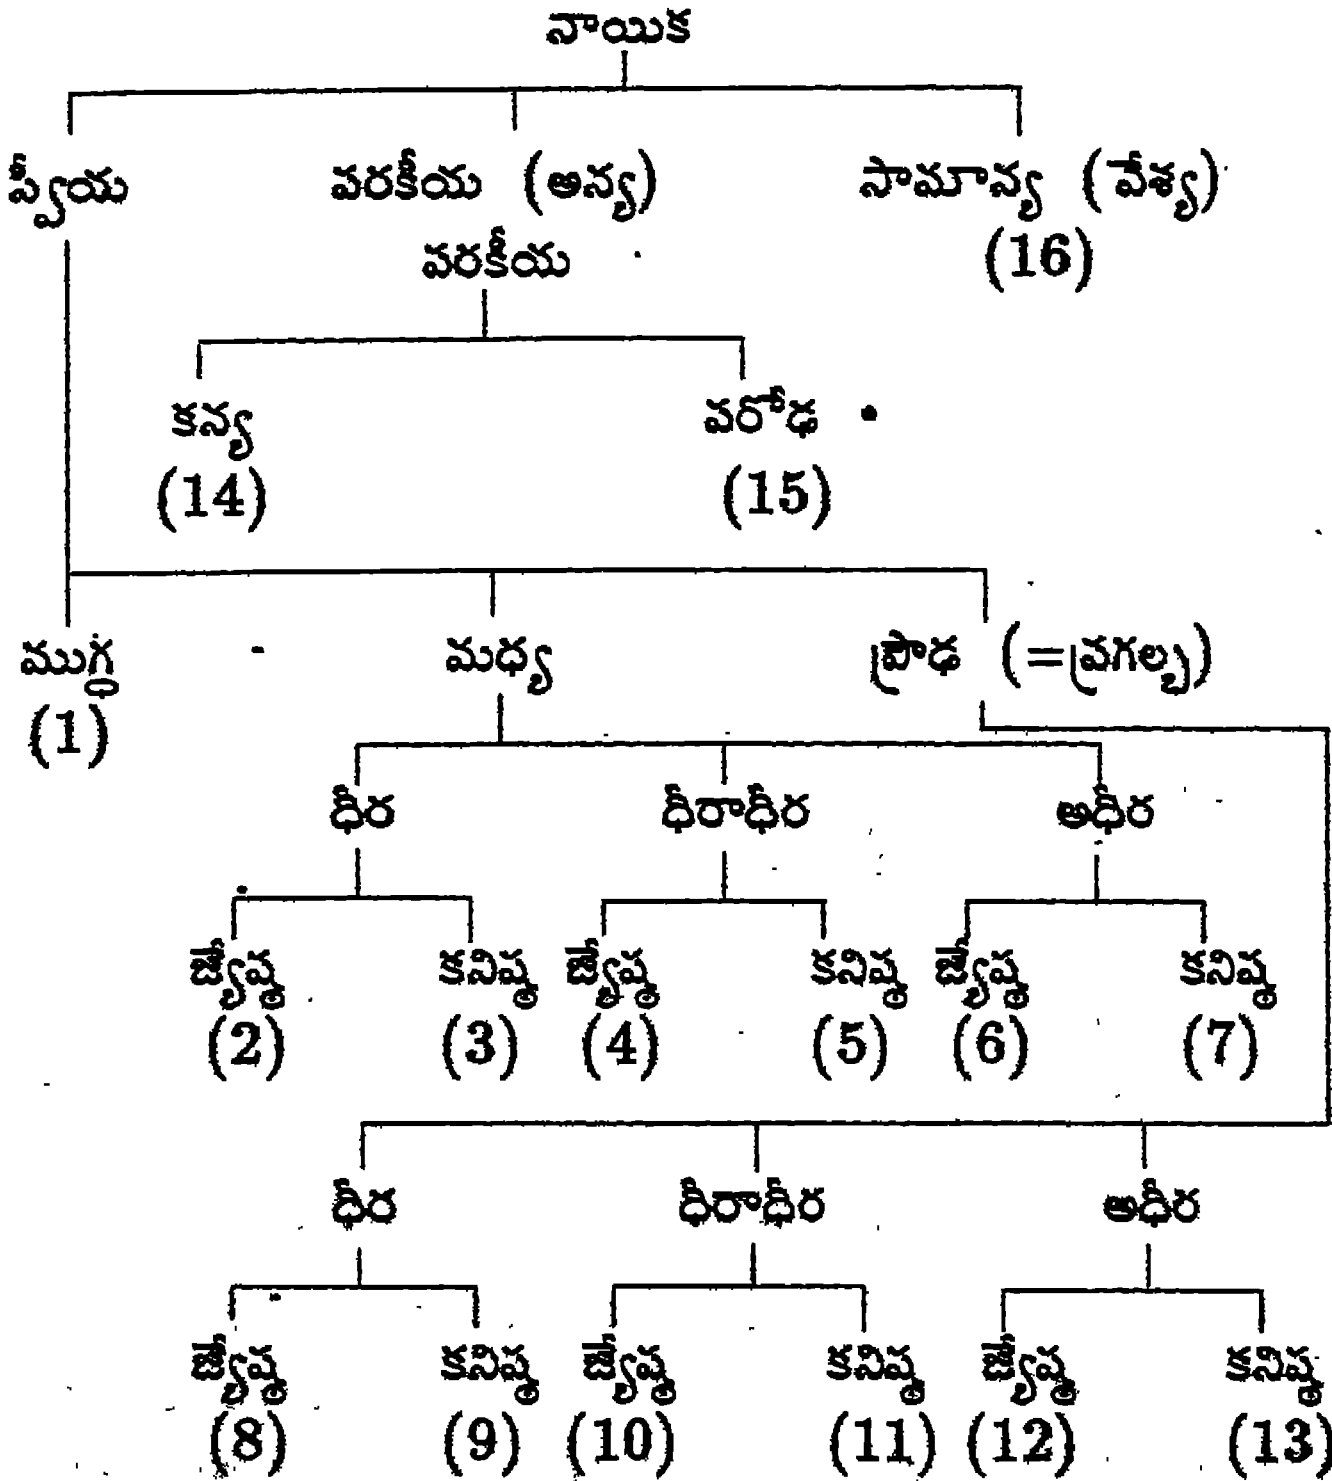 నాయిక
స్వీయ పరకీయ (అన్య) సామాన్య (వేశ్య)
(16)
పరకీయ
కన్య పరోఢ
(14) (15)
ముగ్ధ మధ్య ప్రౌఢ (=ప్రగల్భ)
(1)
ధీర ధీరాధీర అధీర
జ్యేష్ఠ కనిష్ఠ జ్యేష్ఠ కనిష్ఠ జ్యేష్ఠ కనిష్ఠ
(2) (3) (4) (5) (6) (7)
ధీర ధీరాధీర అధీర
జ్యేష్ఠ కనిష్ఠ జ్యేష్ఠ కనిష్ఠ జ్యేష్ఠ కనిష్ఠ
(8) (9) (10) (11) (12) (13)